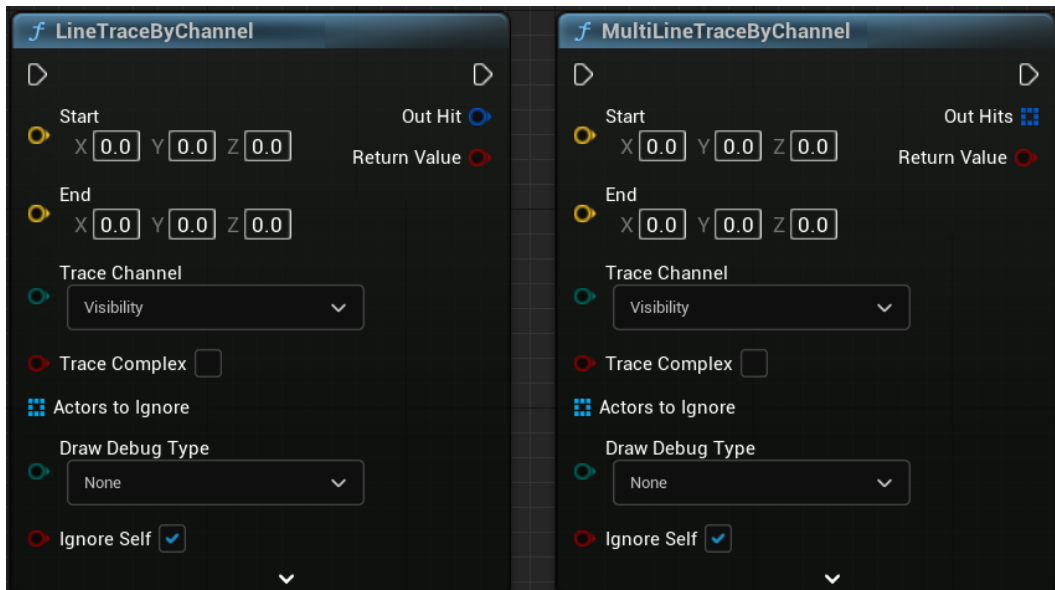 f LineTraceByChannel
Start
Out Hit
X 0.0 Y 0.0 Z 0.0
Return Value
End
X 0.0 Y 0.0 Z 0.0
Trace Channel
Visibility
Trace Complex
Actors to Ignore
Draw Debug Type
None
Ignore Self
f MultiLineTraceByChannel
Start
Out Hits
X 0.0 Y 0.0 Z 0.0
Return Value
End
X 0.0 Y 0.0 Z 0.0
Trace Channel
Visibility
Trace Complex
Actors to Ignore
Draw Debug Type
None
Ignore Self